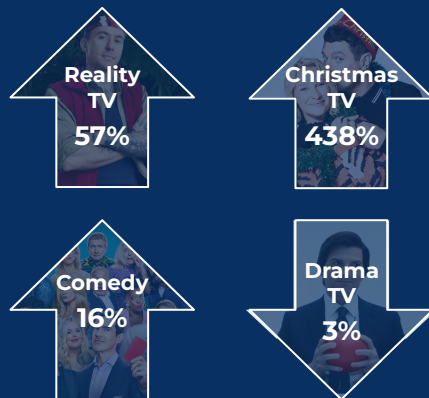 Reality
TV
57%
Christmas
TV
438%
Comedy
16%
Drama
TV
3%